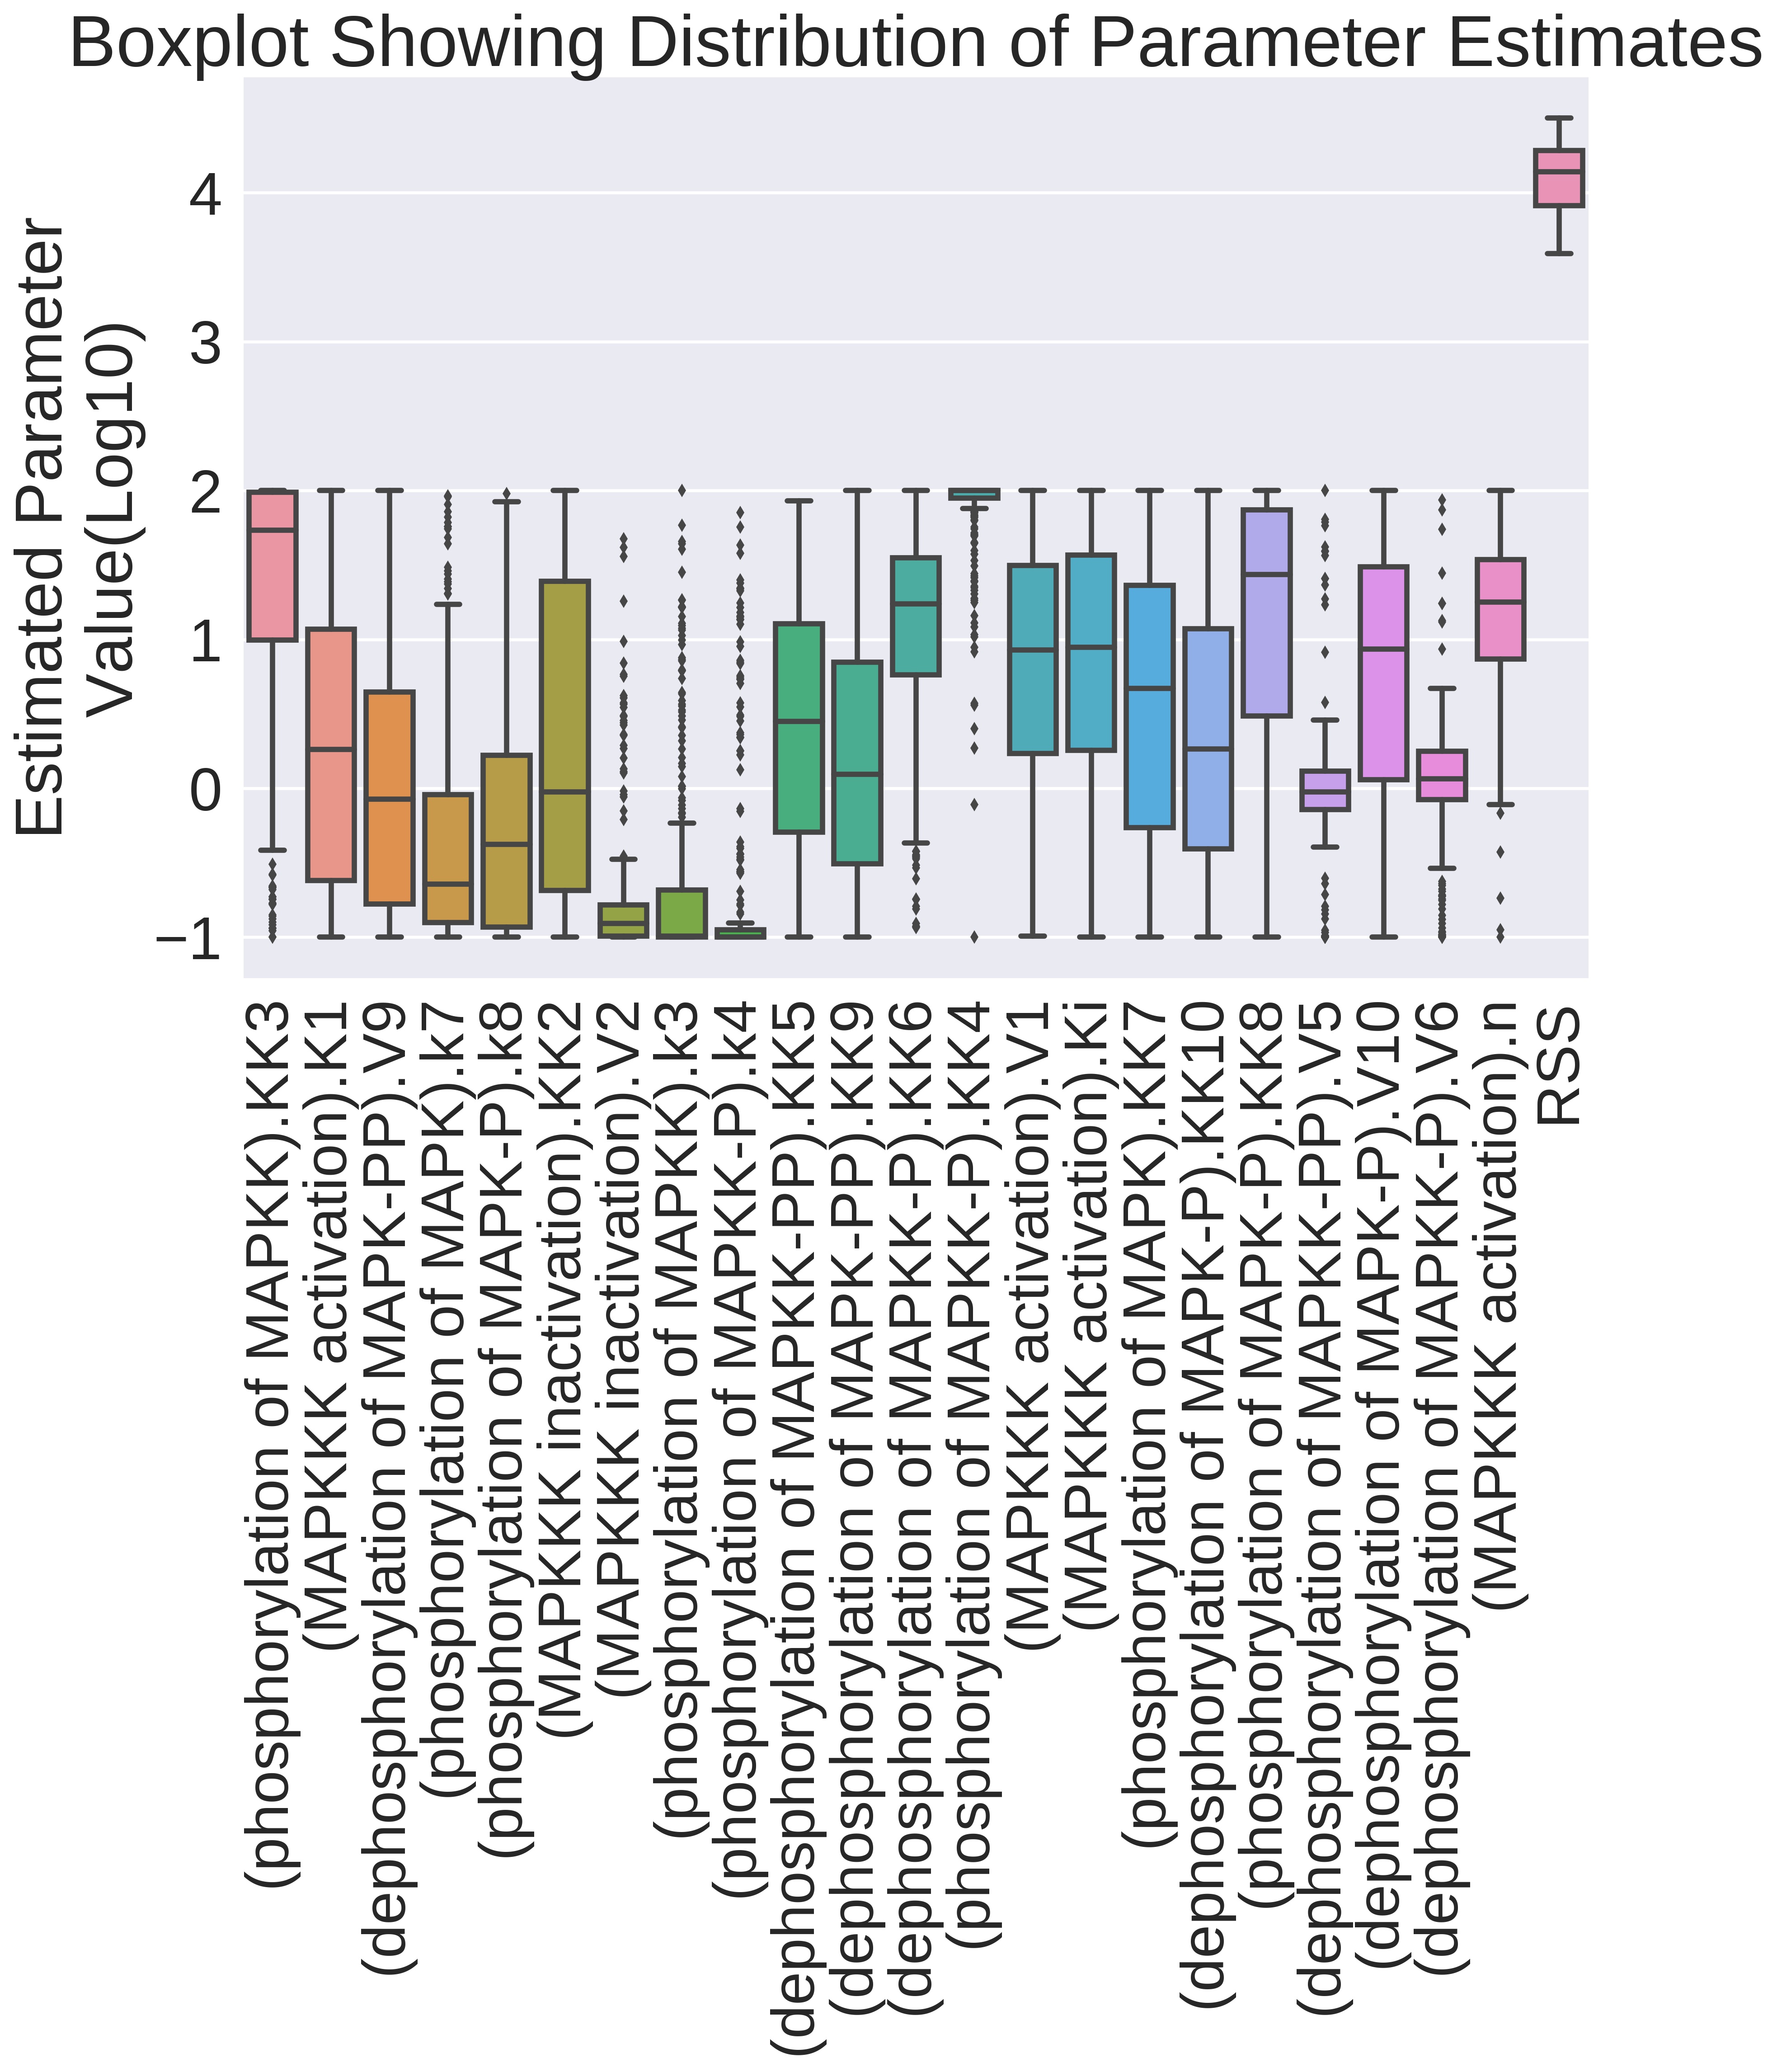 Boxplot Showing Distribution of Parameter Estimates
Estimated Parameter
Value(Log10)
4
3
2
1
0
−1
(phosphorylation of MAPKK).KK3
(MAPKKK activation).K1
(dephosphorylation of MAPK-PP).V9
(phosphorylation of MAPK).k7
(phosphorylation of MAPK-P).k8
(MAPKKK inactivation).KK2
(MAPKKK inactivation).V2
(phosphorylation of MAPKK).k3
(phosphorylation of MAPKK-P).k4
(dephosphorylation of MAPKK-PP).KK5
(dephosphorylation of MAPK-PP).KK9
(dephosphorylation of MAPKK-P).KK6
(phosphorylation of MAPKK-P).KK4
(MAPKKK activation).V1
(MAPKKK activation).Ki
(phosphorylation of MAPK).KK7
(dephosphorylation of MAPK-P).KK10
(phosphorylation of MAPK-P).KK8
(dephosphorylation of MAPKK-PP).V5
(dephosphorylation of MAPK-P).V10
(dephosphorylation of MAPKK-P).V6
(MAPKKK activation).n
RSS